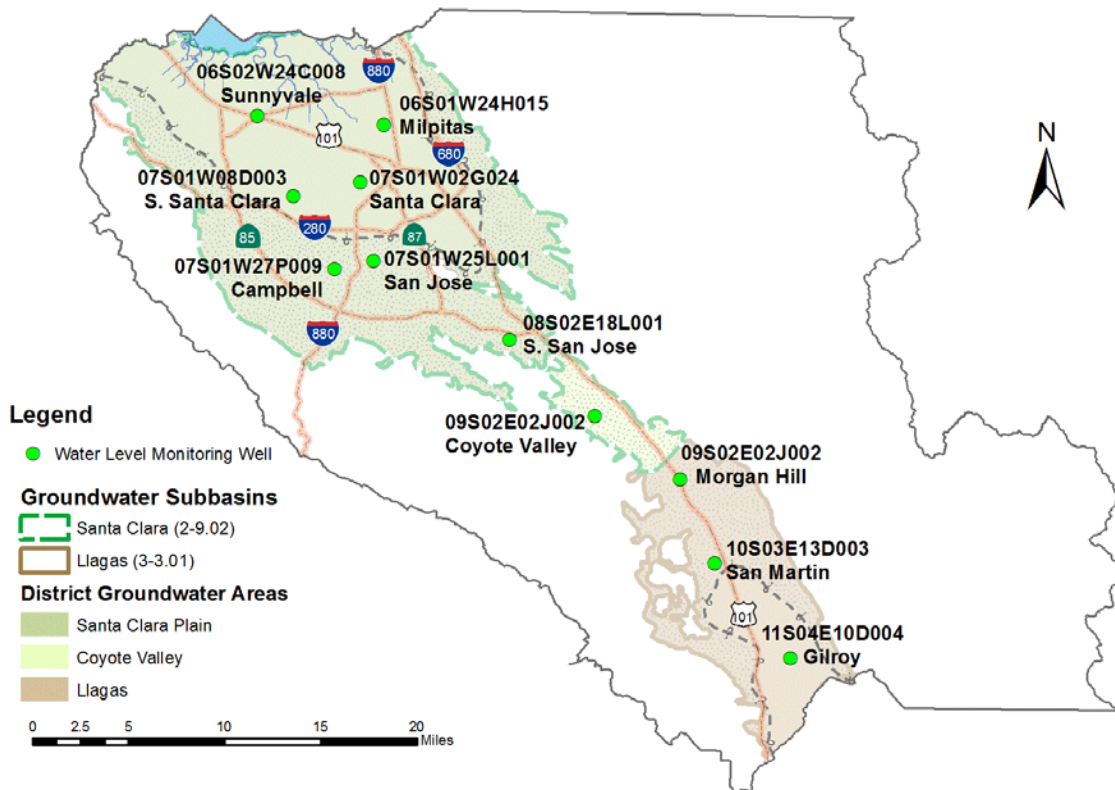 880
06S02W24C008
Sunnyvale
06S01W24H015
Milpitas
101
680
07S01W08D003
S. Santa Clara
07S01W02G024
Santa Clara
280
85
87
07S01W27P009
Campbell
07S01W25L001
San Jose
880
08S02E18L001
S. San Jose
09S02E02J002
Coyote Valley
09S02E02J002
Morgan Hill
10S03E13D003
San Martin
101
11S04E10D004
Gilroy
N
Legend
Water Level Monitoring Well
Groundwater Subbasins
Santa Clara (2-9.02)
Llagas (3-3.01)
District Groundwater Areas
Santa Clara Plain
Coyote Valley
Llagas
0 2.5 5 10 15 20
Miles